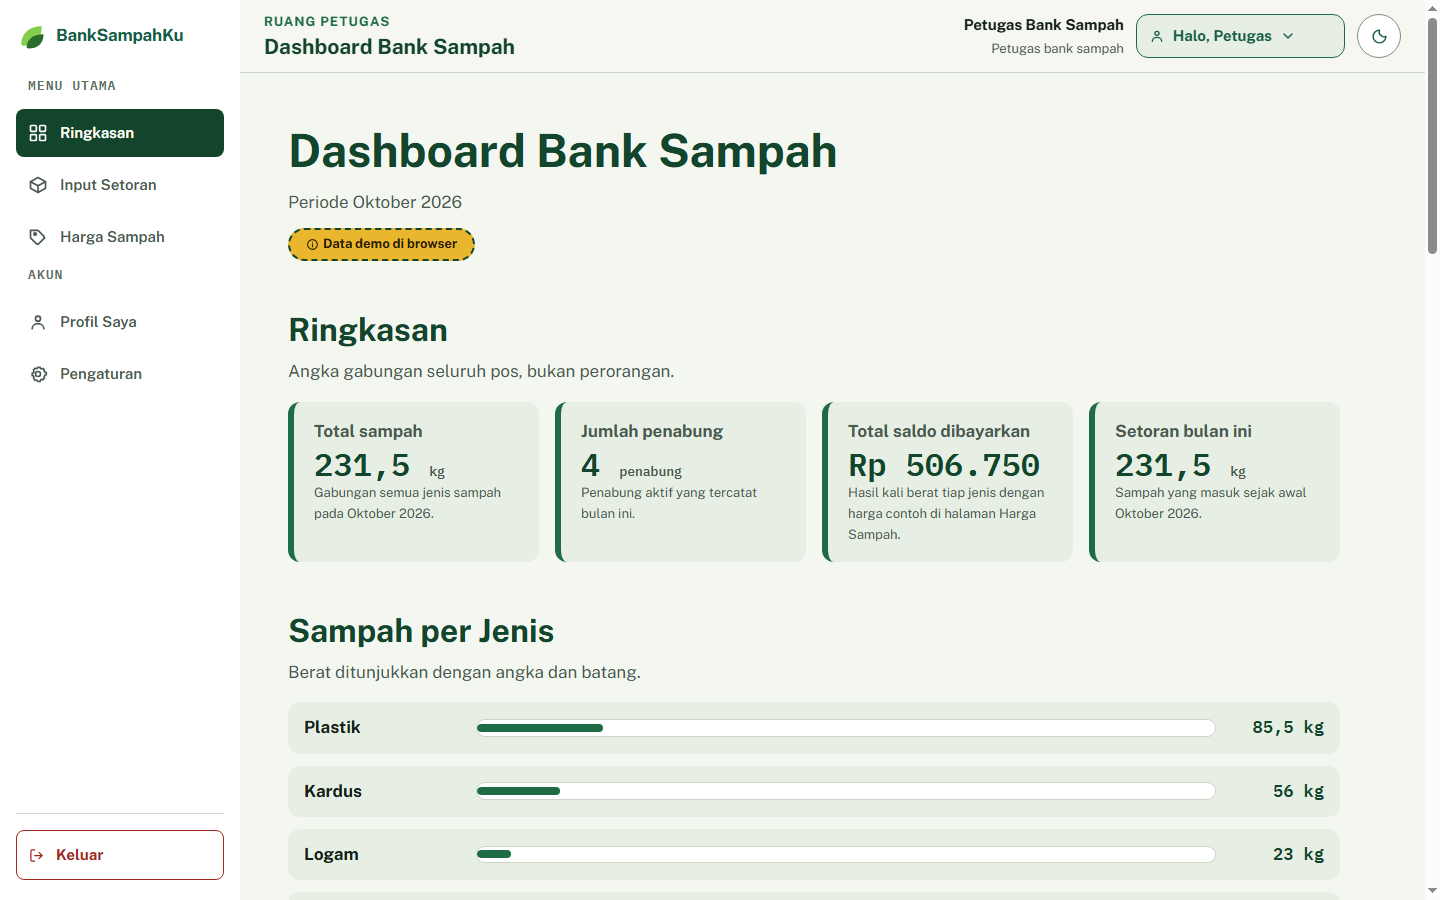 BankSampahKu
MENU UTAMA
Ringkasan
Input Setoran
Harga Sampah
AKUN
Profil Saya
Pengaturan
Keluar
RUANG PETUGAS
Dashboard Bank Sampah
Petugas Bank Sampah
Petugas bank sampah
Halo, Petugas
Dashboard Bank Sampah
Periode Oktober 2026
Data demo di browser
Ringkasan
Angka gabungan seluruh pos, bukan perorangan.
Total sampah
231,5 kg
Gabungan semua jenis sampah
pada Oktober 2026.
Jumlah penabung
4 penabung
Penabung aktif yang tercatat
bulan ini.
Total saldo dibayarkan
Rp 506.750
Hasil kali berat tiap jenis dengan
harga contoh di halaman Harga
Sampah.
Setoran bulan ini
231,5 kg
Sampah yang masuk sejak awal
Oktober 2026.
Sampah per Jenis
Berat ditunjukkan dengan angka dan batang.
Plastik 85,5 kg
Kardus 56 kg
Logam 23 kg